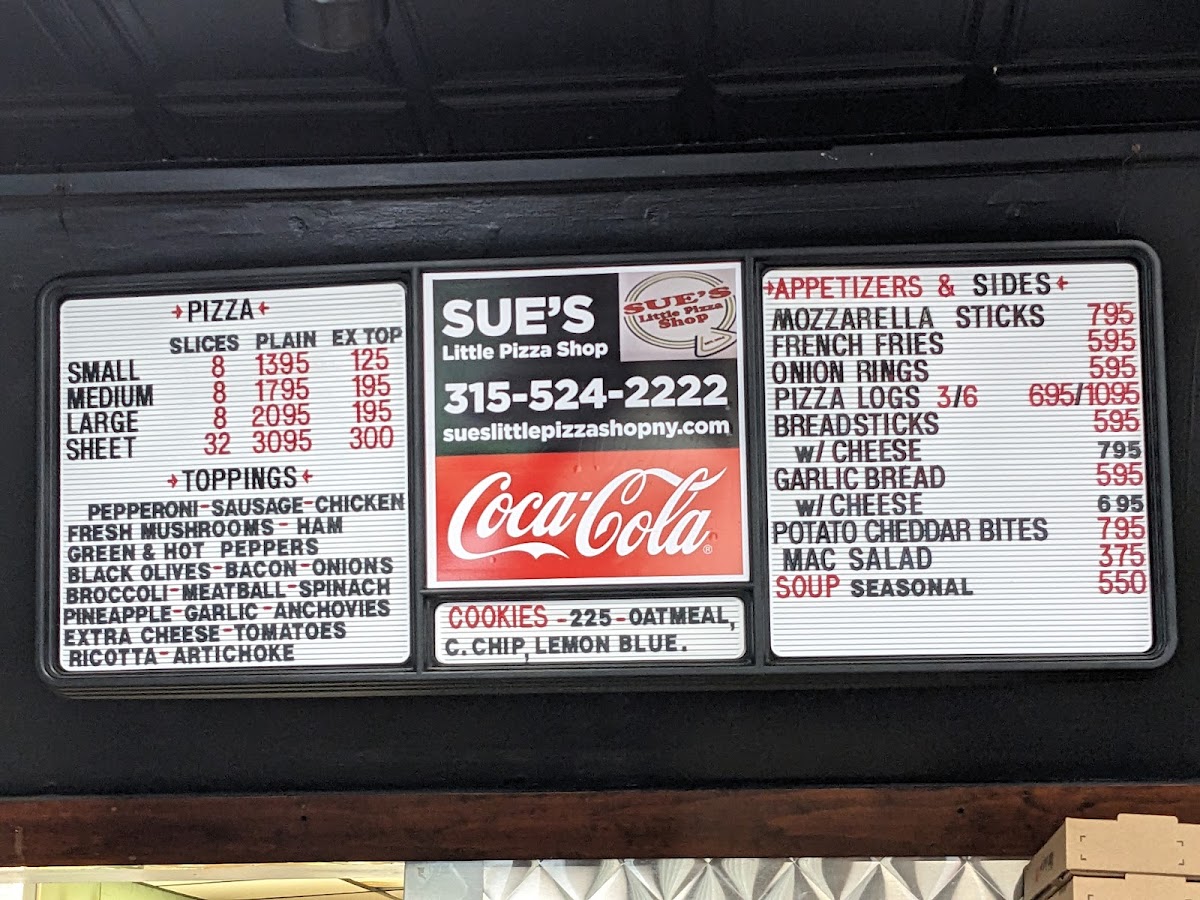 PIZZA
SLICES PLAIN EX TOP
SMALL 8 1395 125
MEDIUM 8 1795 195
LARGE 8 2095 195
SHEET 32 3095 300
TOPPINGS
PEPPERONI-SAUSAGE-CHICKEN
FRESH MUSHROOMS-HAM
GREEN & HOT PEPPERS
BLACK OLIVES-BACON-ONIONS
BROCCOLI-MEATBALL-SPINACH
PINEAPPLE-GARLIC-ANCHOVIES
EXTRA CHEESE-TOMATOES
RICOTTA-ARTICHOKE
SUE'S
Little Pizza Shop
SUE'S
Little Pizza
Shop
315-524-2222
sueslittlepizzashopny.com
Coca-Cola®
COOKIES -225-OATMEAL,
C. CHIP, LEMON BLUE.
APPETIZERS & SIDES
MOZZARELLA STICKS 795
FRENCH FRIES 595
ONION RINGS 595
PIZZA LOGS 3/6 695/1095
BREADSTICKS 595
W/ CHEESE 795
GARLIC BREAD 595
W/ CHEESE 695
POTATO CHEDDAR BITES 795
MAC SALAD 375
SOUP SEASONAL 550